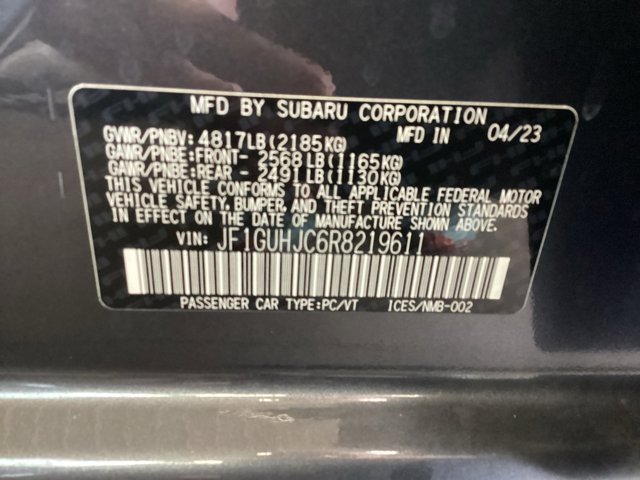 MFD BY SUBARU CORPORATION
GVWR/PNBV: 4817LB(2185KG) MFD IN 04/23
GAWR/PNBE:FRONT- 2568LB(1165KG)
GAWR/PNBE:REAR - 2491LB(1130KG)
THIS VEHICLE CONFORMS TO ALL APPLICABLE FEDERAL MOTOR
VEHICLE SAFETY, BUMPER, AND THEFT PREVENTION STANDARDS
IN EFFECT ON THE DATE OF MANUFACTURE SHOWN ABOVE.
VIN: JF1GUHJC6R8219611
PASSENGER CAR TYPE:PC/VT ICES/NMB-002